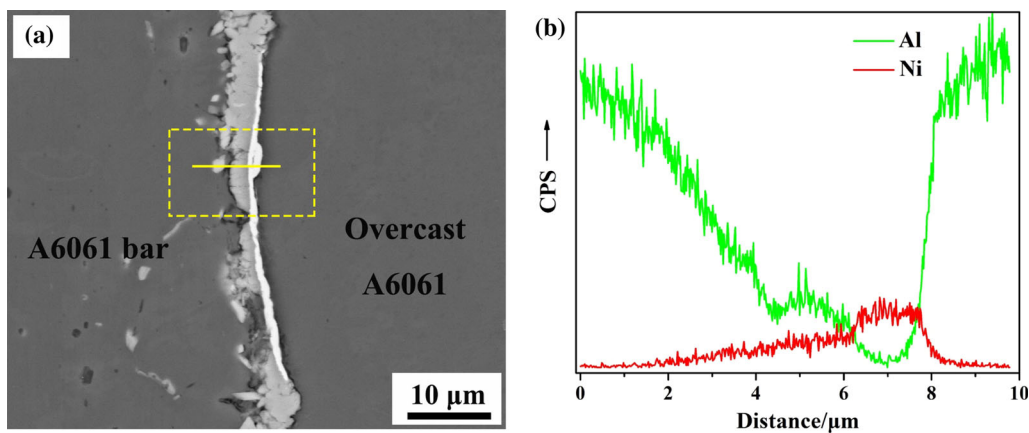 (a)
A6061 bar
Overcast
A6061
10 μm
(b)
Al
Ni
CPS
0
2
4
6
8
10
Distance/μm